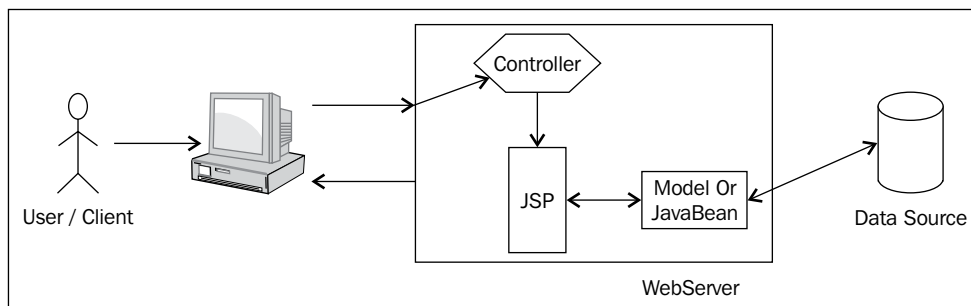 Controller
User / Client
JSP
Model Or
JavaBean
Data Source
WebServer